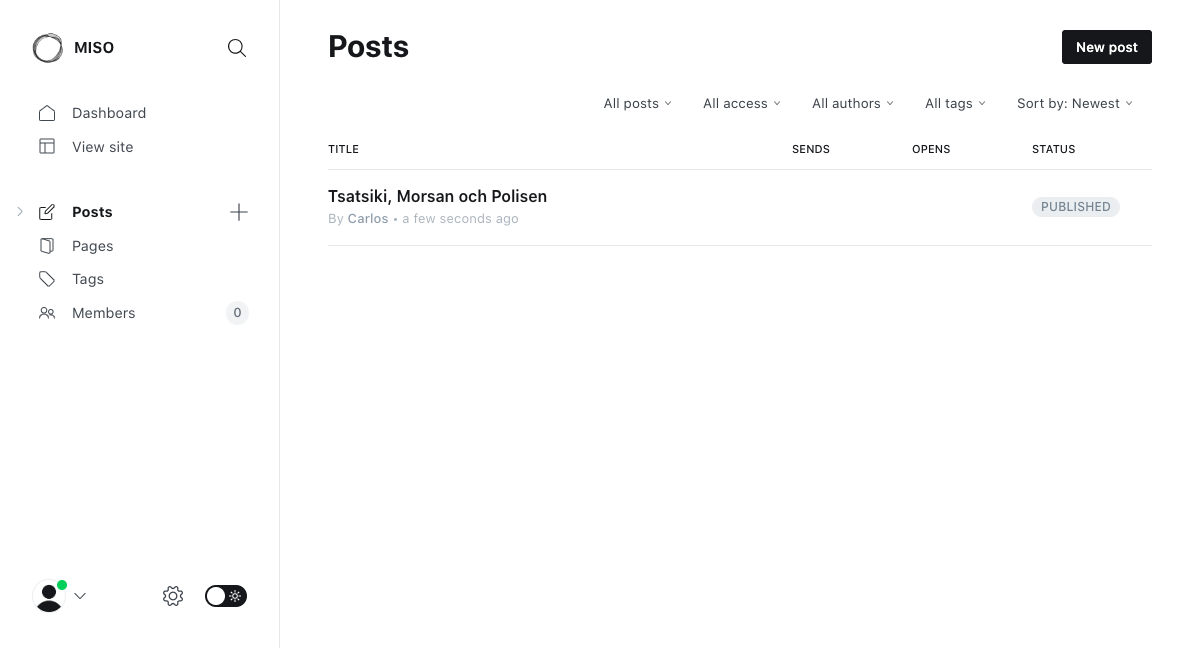 MISO
Dashboard
View site
Posts
Pages
Tags
Members 0
Posts
New post
All posts All access All authors All tags Sort by: Newest
TITLE SENDS OPENS STATUS
Tsatsiki, Morsan och Polisen
By Carlos • a few seconds ago
PUBLISHED